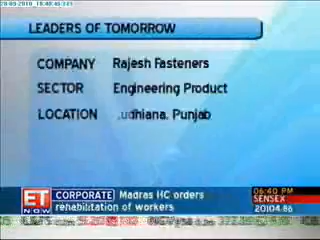 LEADERS OF TOMORROW
COMPANY Rajesh Fasteners
SECTOR Engineering Product
LOCATION .udhiana, Punjab
ET NOW
CORPORATE Madras HC orders
rehabilitation of workers
06:40 PM
SENSEX
20104.86